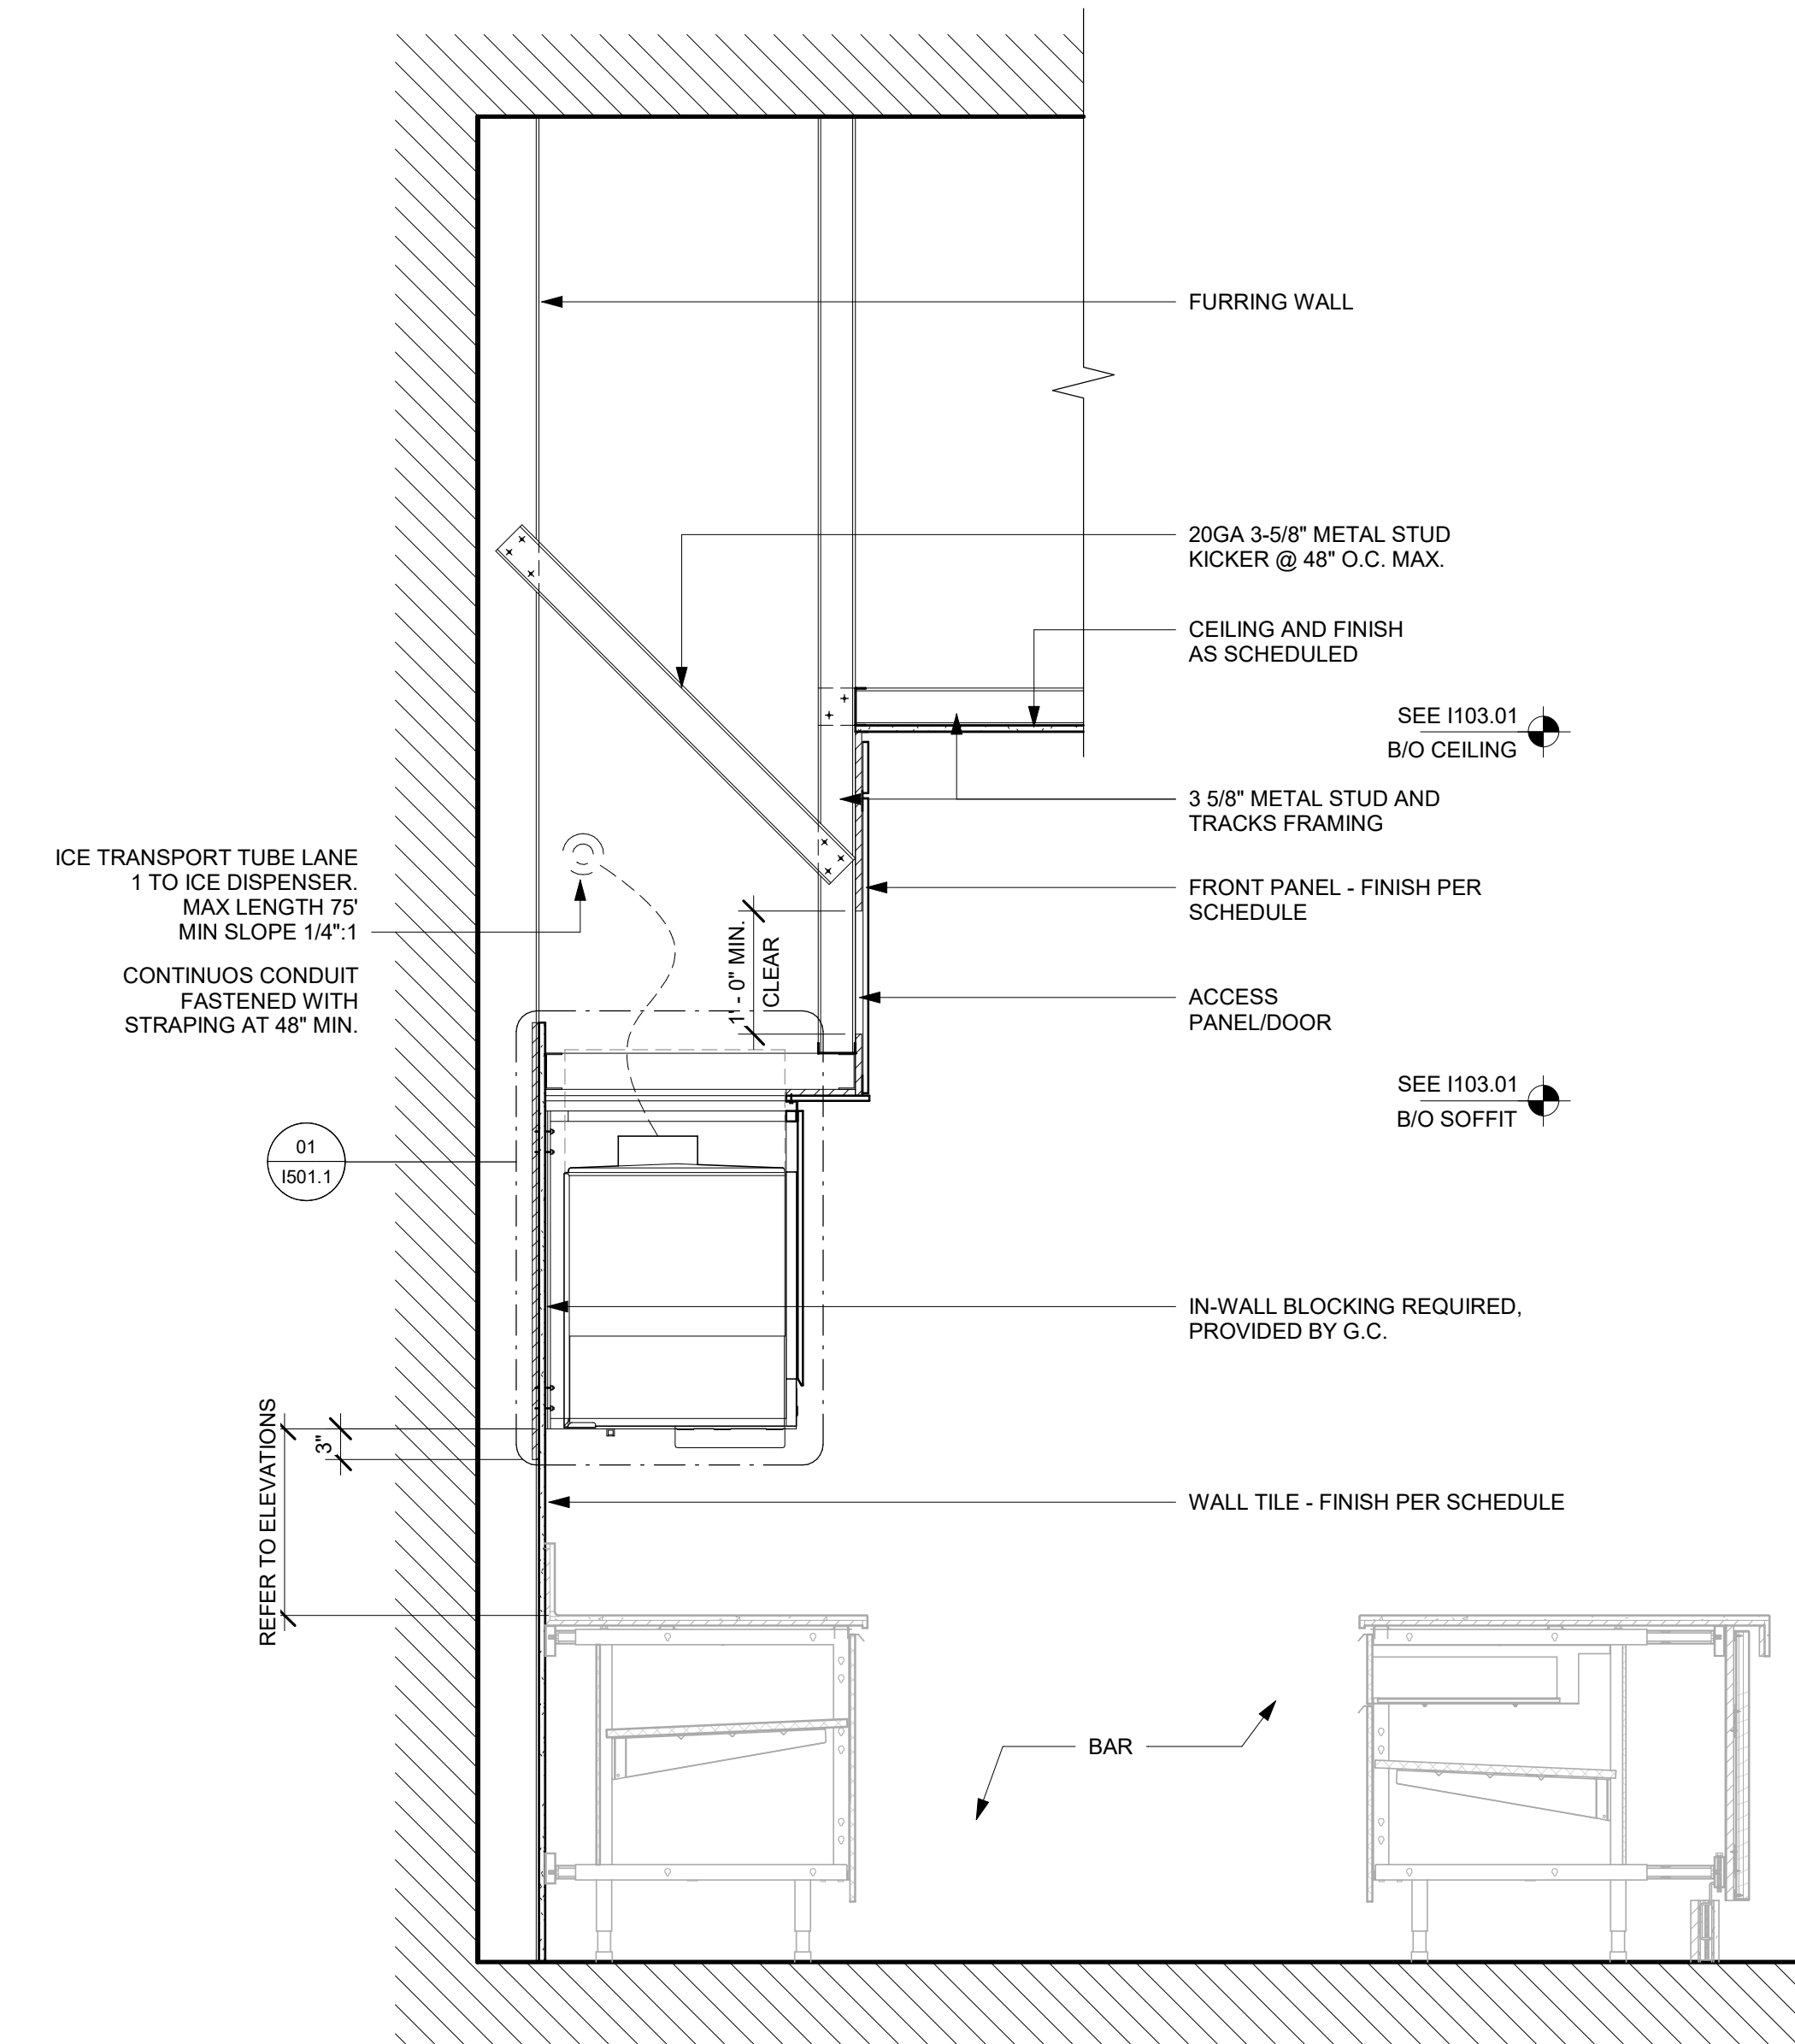 FURRING WALL
20GA 3-5/8" METAL STUD
KICKER @ 48" O.C. MAX.
CEILING AND FINISH
AS SCHEDULED
SEE I103.01
B/O CEILING
3 5/8" METAL STUD AND
TRACKS FRAMING
ICE TRANSPORT TUBE LANE
1 TO ICE DISPENSER.
MAX LENGTH 75'
MIN SLOPE 1/4":1
CONTINUOS CONDUIT
FASTENED WITH
STRAPING AT 48" MIN.
1' - 0" MIN.
CLEAR
FRONT PANEL - FINISH PER
SCHEDULE
ACCESS
PANEL/DOOR
SEE I103.01
B/O SOFFIT
01
I501.1
IN-WALL BLOCKING REQUIRED,
PROVIDED BY G.C.
REFER TO ELEVATIONS
3"
WALL TILE - FINISH PER SCHEDULE
BAR